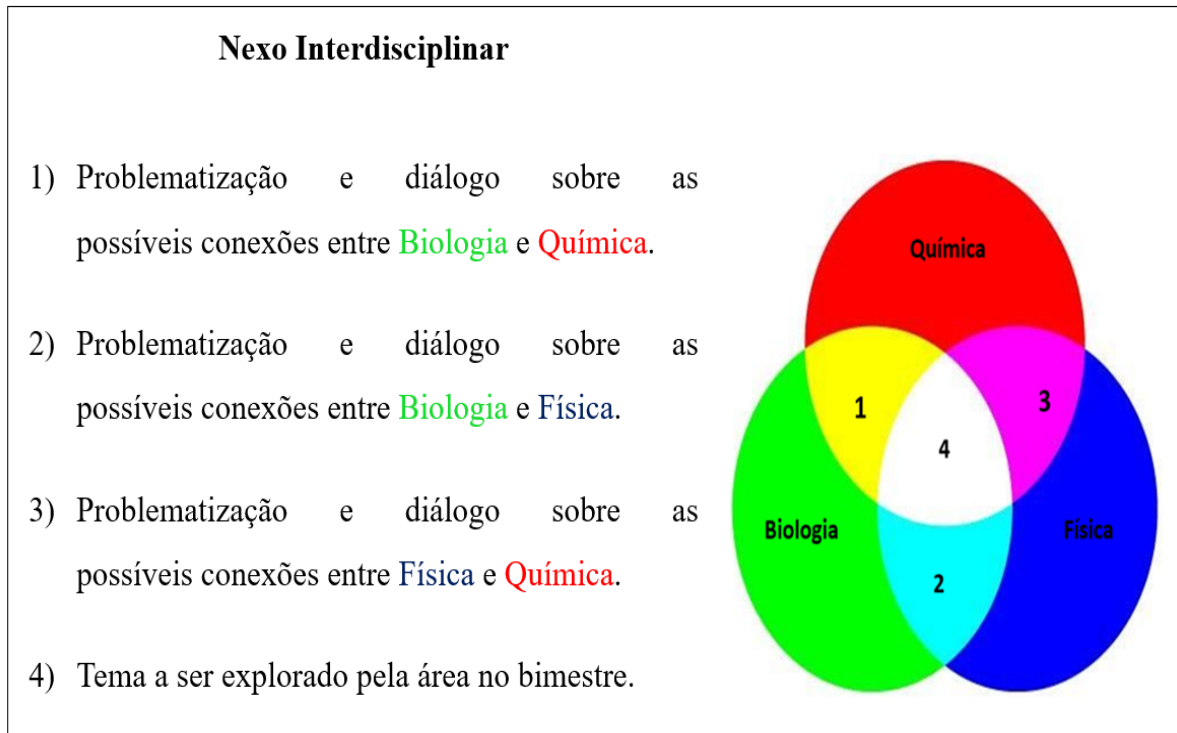 Nexo Interdisciplinar
1) Problematização e diálogo sobre as
possíveis conexões entre Biologia e Química.
2) Problematização e diálogo sobre as
possíveis conexões entre Biologia e Física.
3) Problematização e diálogo sobre as
possíveis conexões entre Física e Química.
4) Tema a ser explorado pela área no bimestre.
Química
1
3
4
Biologia
Física
2